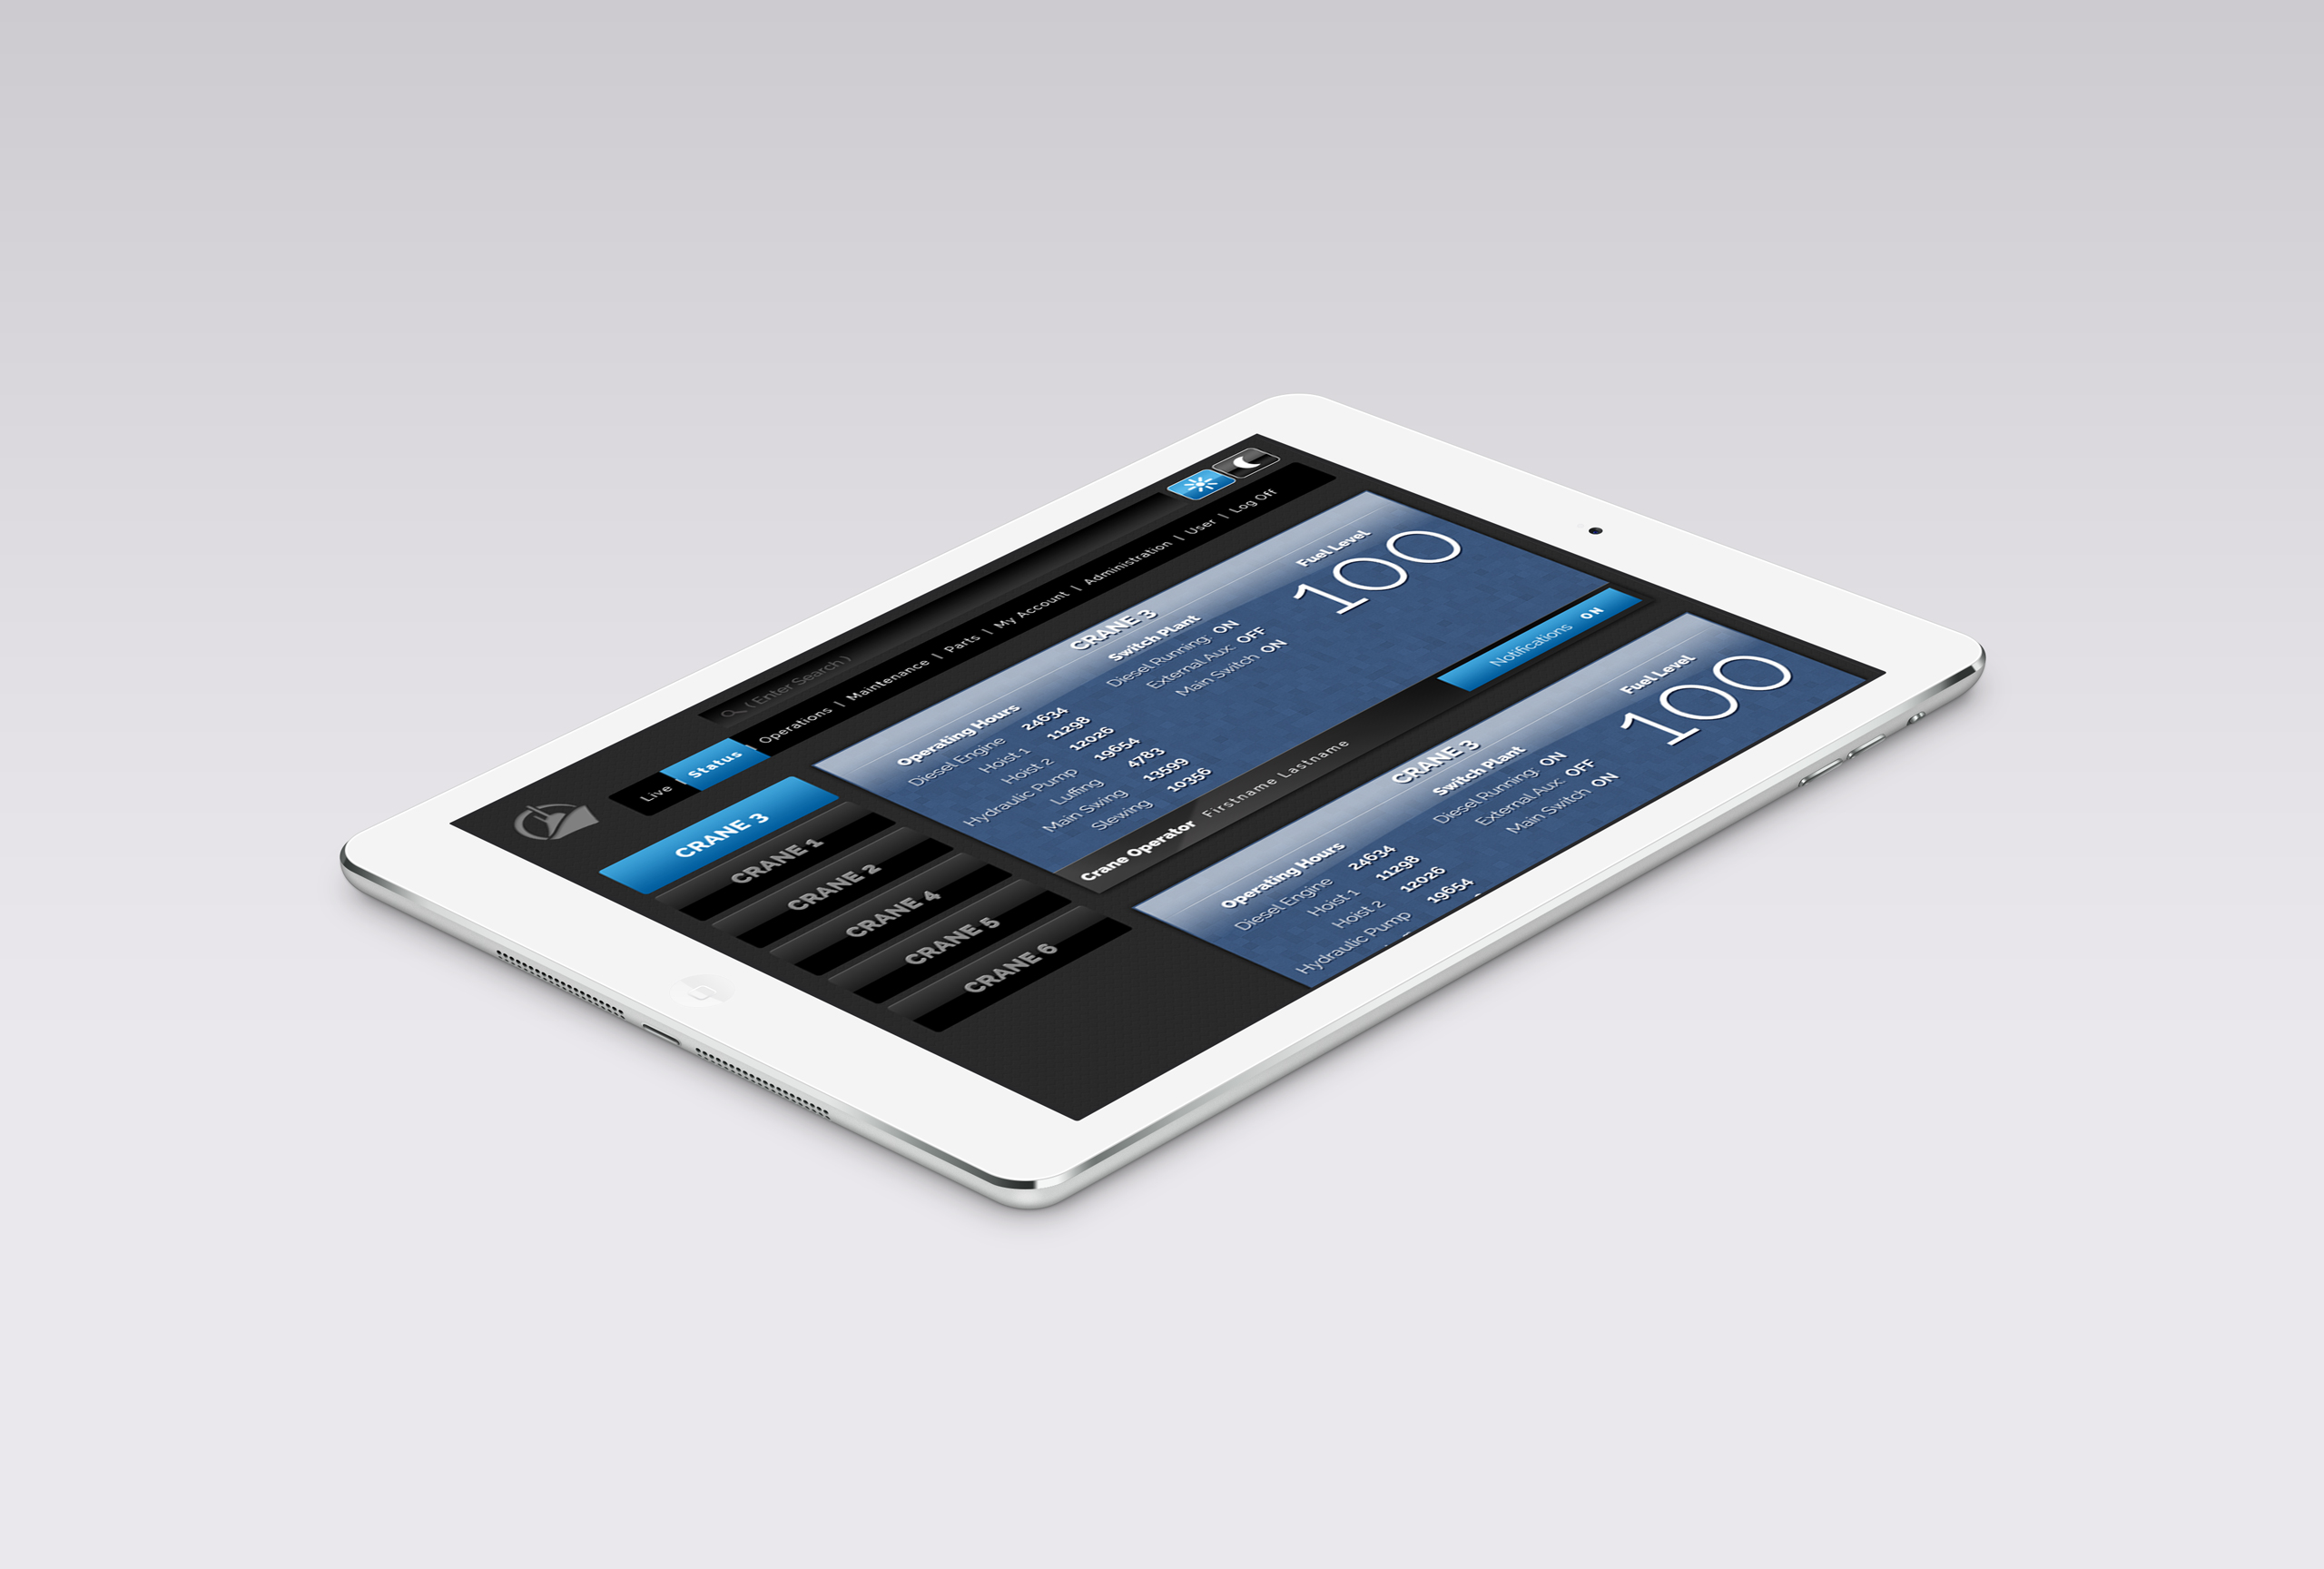 ( Enter Search )
Live | Status | Operations | Maintenance | Parts | My Account | Administration | User | Log Off
CRANE 3
CRANE 1
CRANE 2
CRANE 4
CRANE 5
CRANE 6
CRANE 3
Operating Hours
Diesel Engine 24634
Hoist 1 11298
Hoist 2 12026
Hydraulic Pump 19654
Luffing 4783
Main Swing 13599
Slewing 10356
Switch Plant
Diesel Running: ON
External Aux: OFF
Main Switch ON
Fuel Level
100
Crane Operator Firstname Lastname
Notifications ON
CRANE 3
Operating Hours
Diesel Engine 24634
Hoist 1 11298
Hoist 2 12026
Hydraulic Pump 19654
Switch Plant
Diesel Running: ON
External Aux: OFF
Main Switch ON
Fuel Level
100